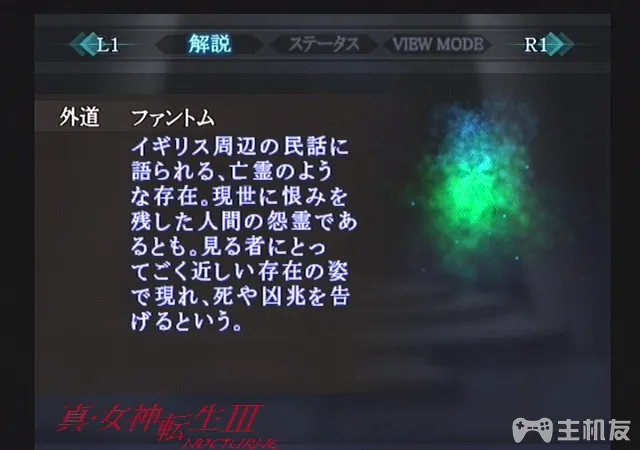 L1 解説 ステータス VIEW MODE R1
外道 ファントム
イギリス周辺の民話に
語られる、亡霊のよう
な存在。現世に恨みを
残した人間の怨霊であ
るとも。見る者にとっ
てごく近しい存在の姿
で現れ、死や凶兆を告
げるという。
真・女神転生III
NOCTURNE
主机友